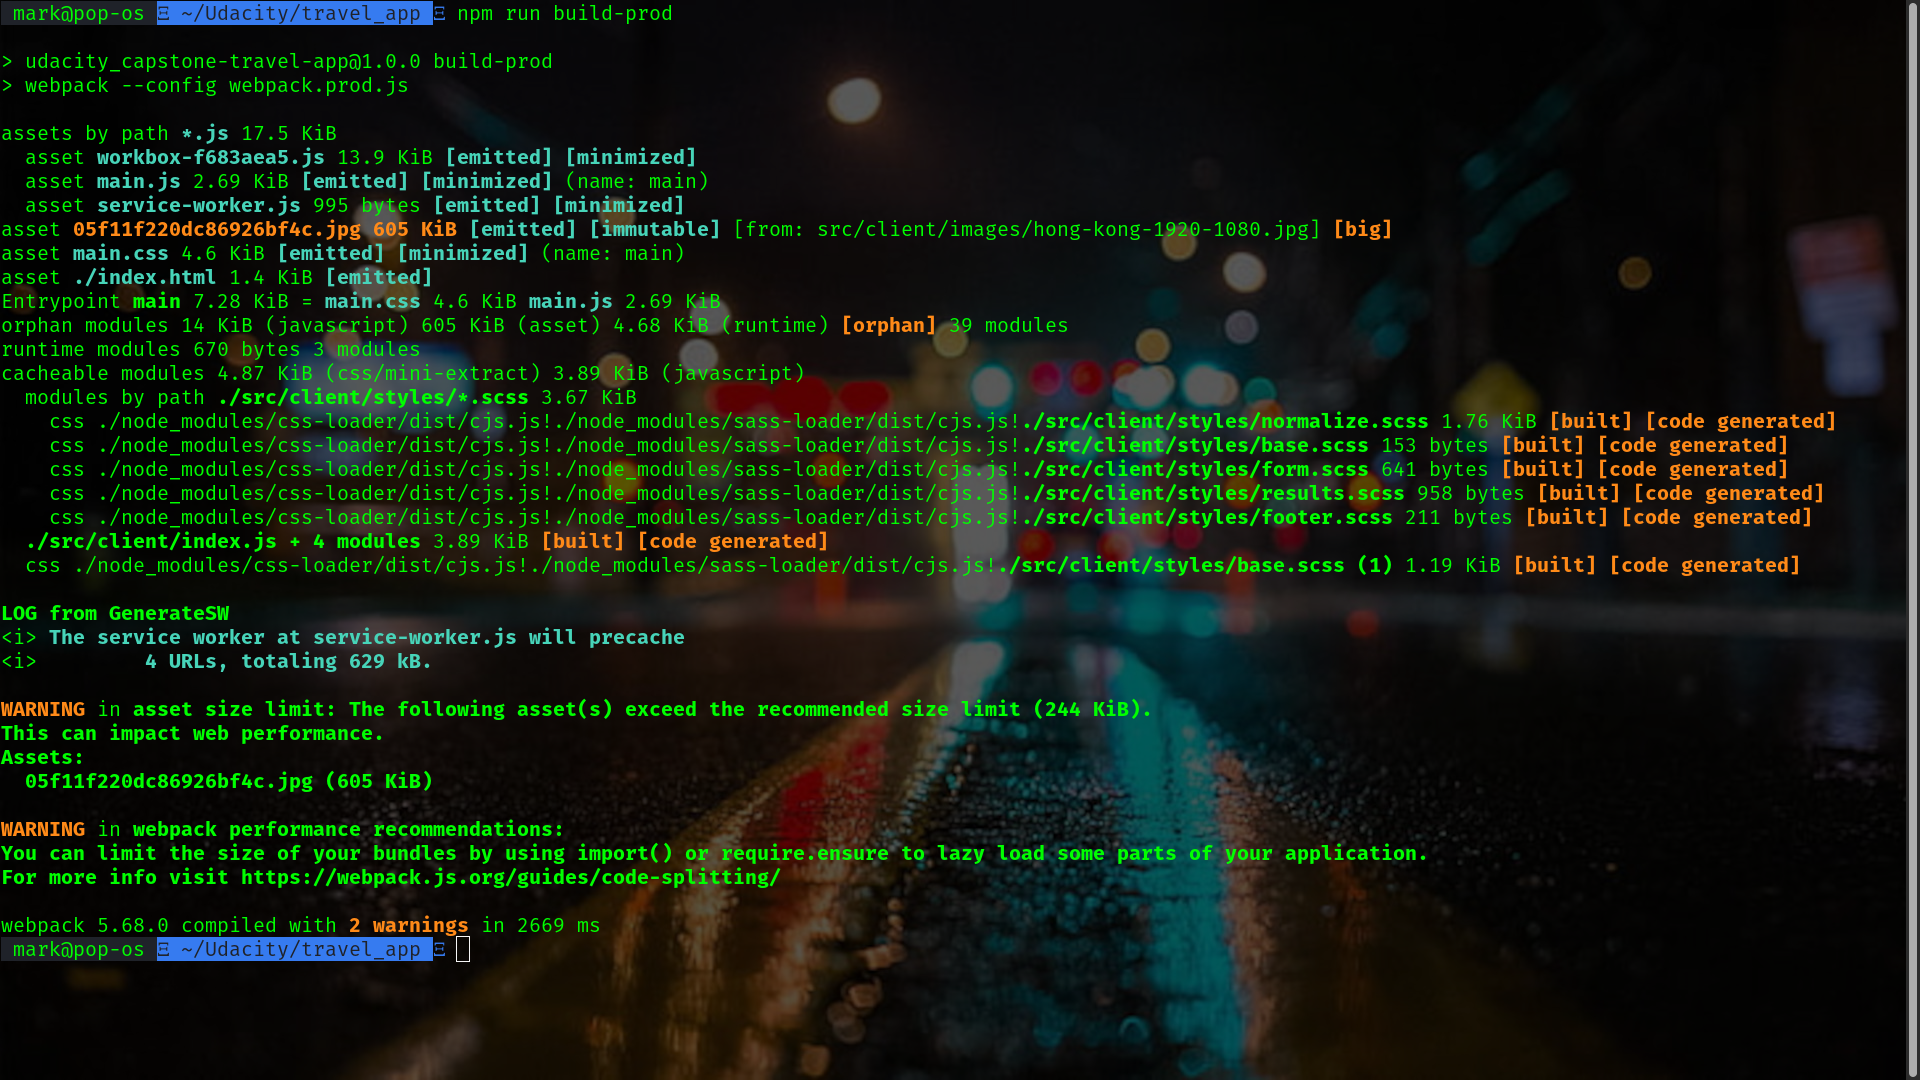 mark@pop-os Ξ ~/Udacity/travel_app Ξ npm run build-prod
> udacity_capstone-travel-app@1.0.0 build-prod
> webpack --config webpack.prod.js
assets by path *.js 17.5 KiB
asset workbox-f683aea5.js 13.9 KiB [emitted] [minimized]
asset main.js 2.69 KiB [emitted] [minimized] (name: main)
asset service-worker.js 995 bytes [emitted] [minimized]
asset 05f11f220dc86926bf4c.jpg 605 KiB [emitted] [immutable] [from: src/client/images/hong-kong-1920-1080.jpg] [big]
asset main.css 4.6 KiB [emitted] [minimized] (name: main)
asset ./index.html 1.4 KiB [emitted]
Entrypoint main 7.28 KiB = main.css 4.6 KiB main.js 2.69 KiB
orphan modules 14 KiB (javascript) 605 KiB (asset) 4.68 KiB (runtime) [orphan] 39 modules
runtime modules 670 bytes 3 modules
cacheable modules 4.87 KiB (css/mini-extract) 3.89 KiB (javascript)
modules by path ./src/client/styles/*.scss 3.67 KiB
css ./node_modules/css-loader/dist/cjs.js!./node_modules/sass-loader/dist/cjs.js!./src/client/styles/normalize.scss 1.76 KiB [built] [code generated]
css ./node_modules/css-loader/dist/cjs.js!./node_modules/sass-loader/dist/cjs.js!./src/client/styles/base.scss 153 bytes [built] [code generated]
css ./node_modules/css-loader/dist/cjs.js!./node_modules/sass-loader/dist/cjs.js!./src/client/styles/form.scss 641 bytes [built] [code generated]
css ./node_modules/css-loader/dist/cjs.js!./node_modules/sass-loader/dist/cjs.js!./src/client/styles/results.scss 958 bytes [built] [code generated]
css ./node_modules/css-loader/dist/cjs.js!./node_modules/sass-loader/dist/cjs.js!./src/client/styles/footer.scss 211 bytes [built] [code generated]
./src/client/index.js + 4 modules 3.89 KiB [built] [code generated]
css ./node_modules/css-loader/dist/cjs.js!./node_modules/sass-loader/dist/cjs.js!./src/client/styles/base.scss (1) 1.19 KiB [built] [code generated]
LOG from GenerateSW
<i> The service worker at service-worker.js will precache
<i> 4 URLs, totaling 629 kB.
WARNING in asset size limit: The following asset(s) exceed the recommended size limit (244 KiB).
This can impact web performance.
Assets:
05f11f220dc86926bf4c.jpg (605 KiB)
WARNING in webpack performance recommendations:
You can limit the size of your bundles by using import() or require.ensure to lazy load some parts of your application.
For more info visit https://webpack.js.org/guides/code-splitting/
webpack 5.68.0 compiled with 2 warnings in 2669 ms
mark@pop-os Ξ ~/Udacity/travel_app Ξ